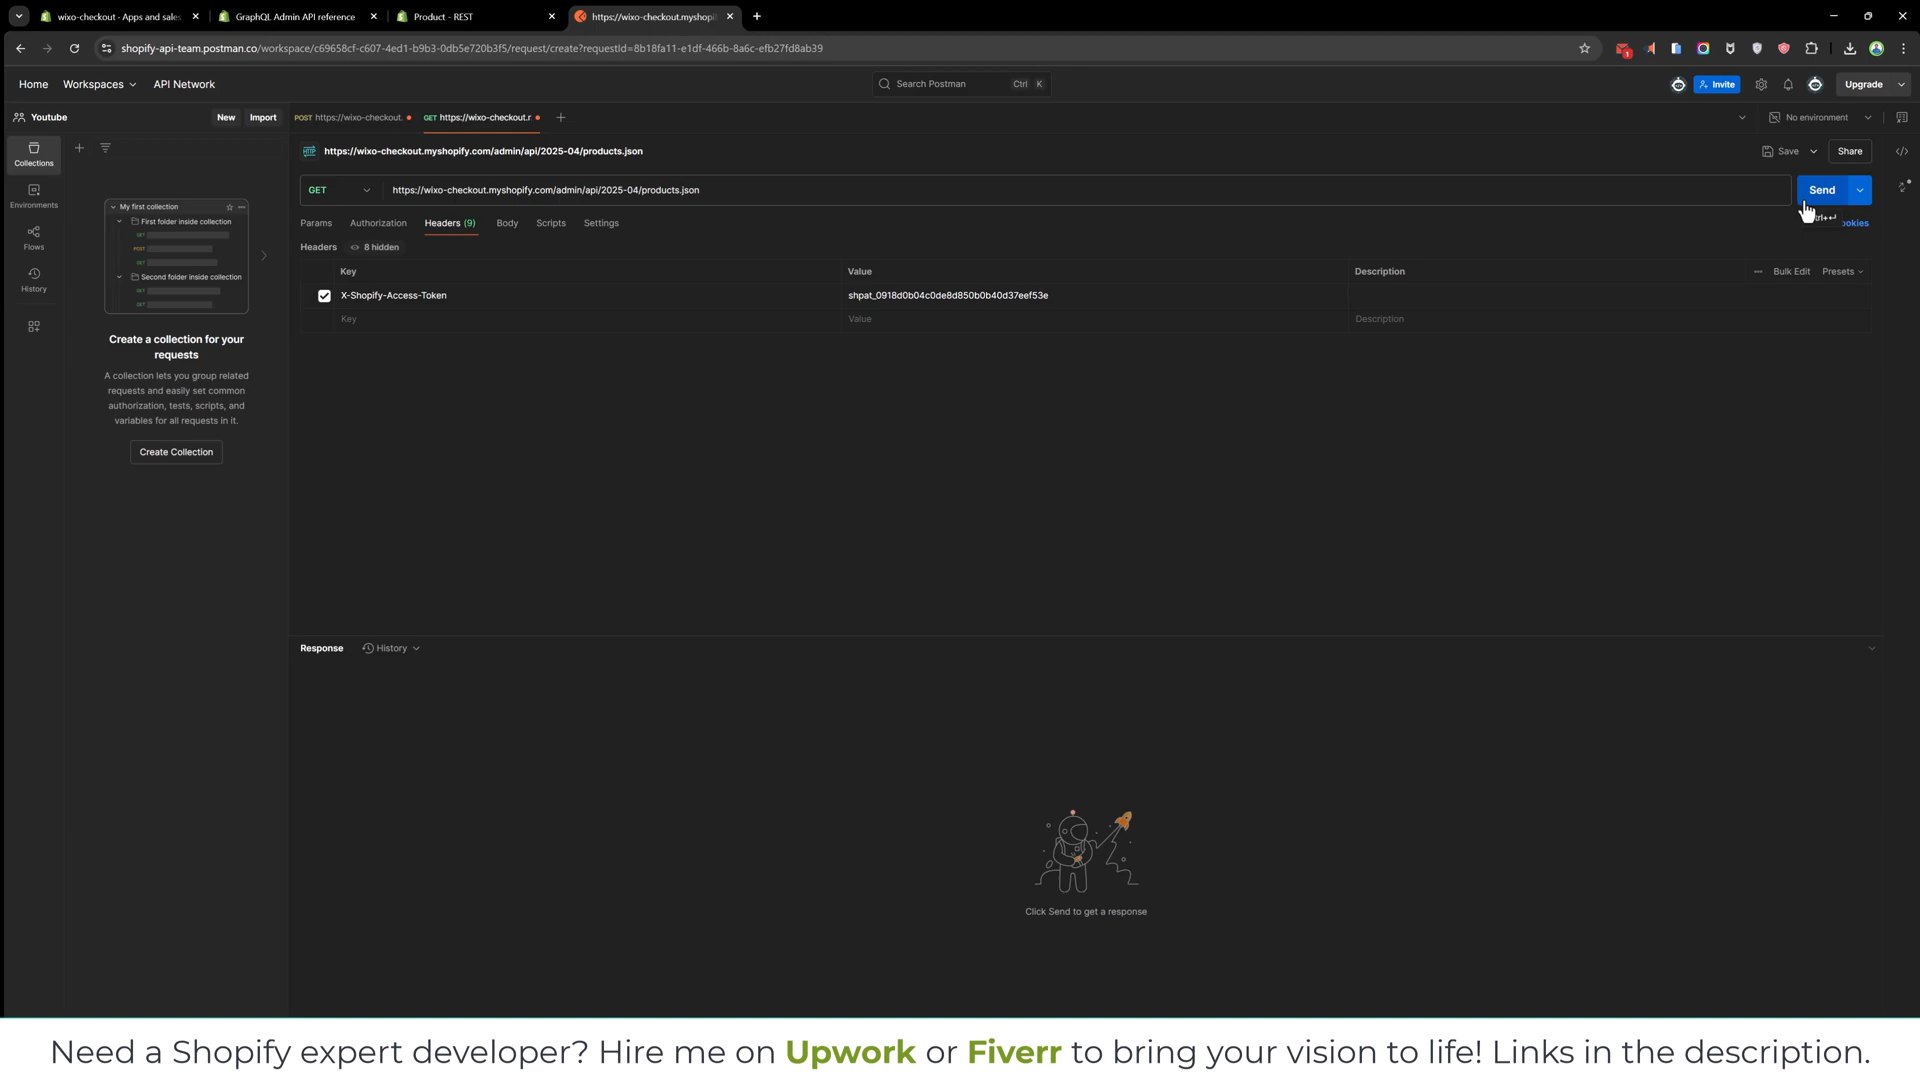 wixo-checkout · Apps and sales
GraphQL Admin API reference
Product - REST
https://wixo-checkout.myshopif
shopify-api-team.postman.co/workspace/c69658cf-c607-4ed1-b9b3-0db5e720b3f5/request/create?requestId=8b18fa11-e1df-466b-8a6c-efb27fd8ab39
1
Home
Workspaces
API Network
Search Postman
Ctrl K
Invite
Upgrade
Youtube
New
Import
POST https://wixo-checkout.
GET https://wixo-checkout.r
No environment
Collections
Environments
Flows
History
My first collection
First folder inside collection
GET
POST
GET
Second folder inside collection
GET
GET
Create a collection for your
requests
A collection lets you group related
requests and easily set common
authorization, tests, scripts, and
variables for all requests in it.
Create Collection
HTTP https://wixo-checkout.myshopify.com/admin/api/2025-04/products.json
Save
Share
GET
https://wixo-checkout.myshopify.com/admin/api/2025-04/products.json
Send
Params
Authorization
Headers (9)
Body
Scripts
Settings
Headers
8 hidden
Key
Value
Description
Bulk Edit
Presets
X-Shopify-Access-Token
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
Key
Value
Description
Response
History
Click Send to get a response
Need a Shopify expert developer? Hire me on Upwork or Fiverr to bring your vision to life! Links in the description.